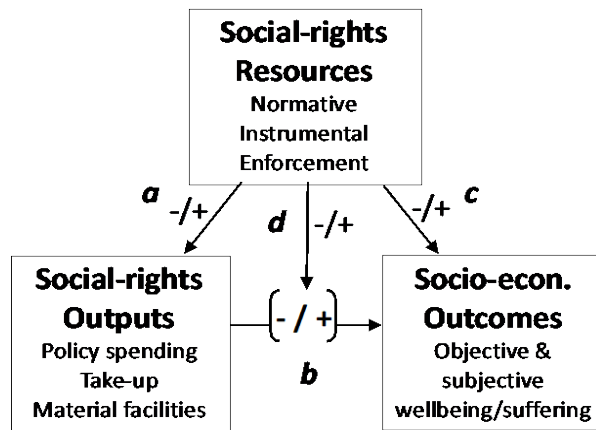 Social-rights
Resources
Normative
Instrumental
Enforcement
a -/+
d -/+
-/+ c
Social-rights
Outputs
Policy spending
Take-up
Material facilities
(- / +)
b
Socio-econ.
Outcomes
Objective &
subjective
wellbeing/suffering